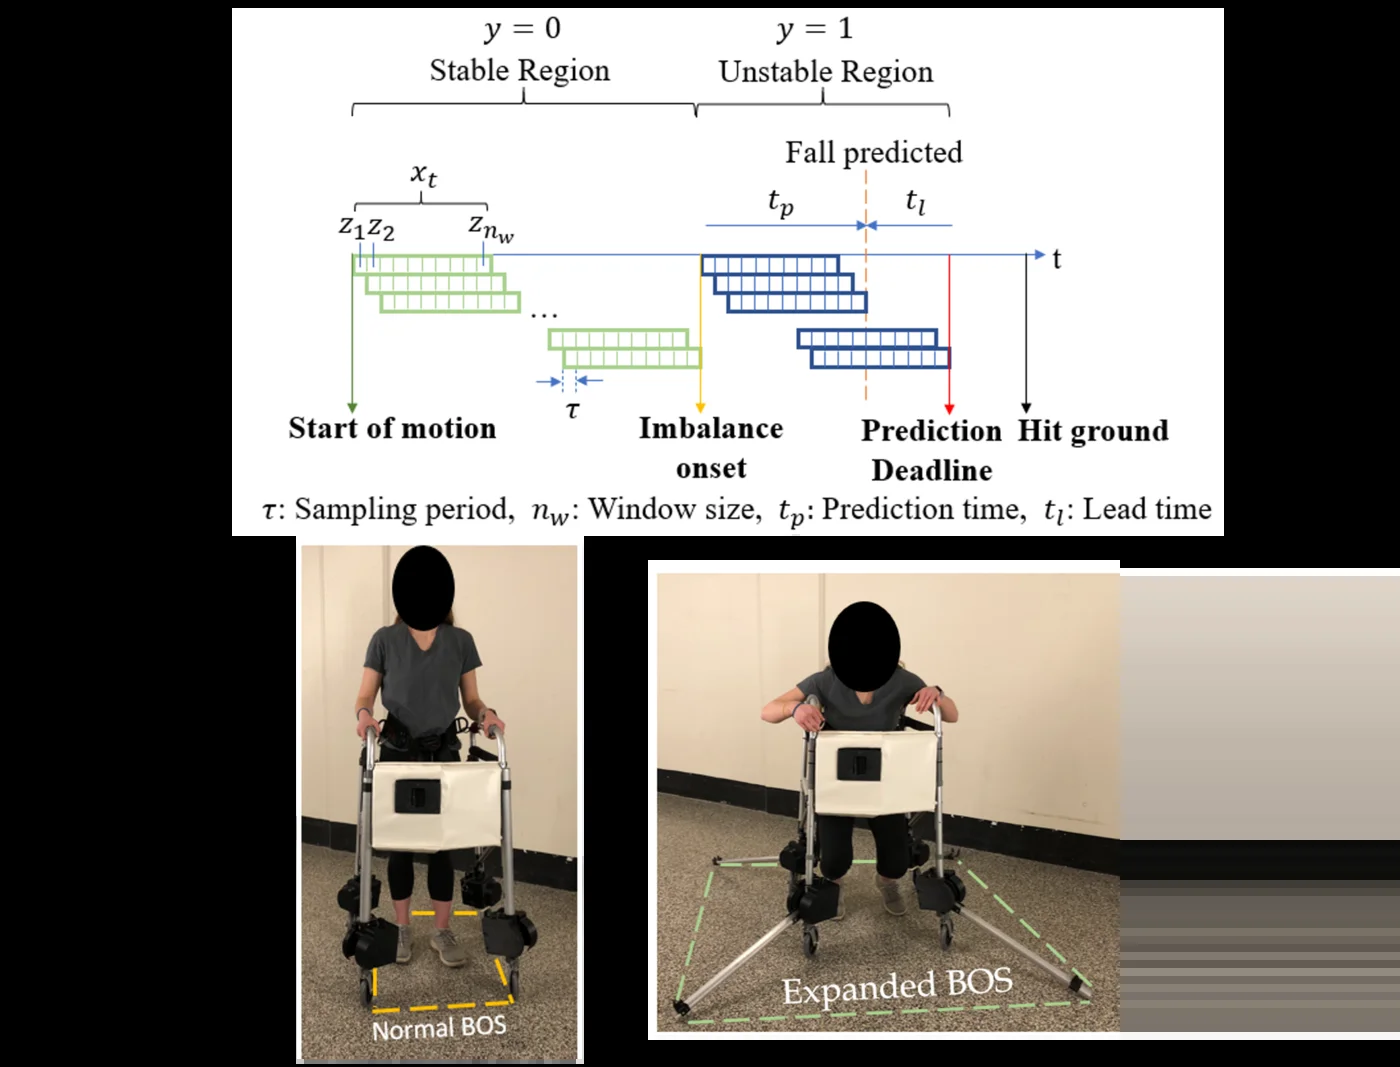 y = 0
y = 1
Stable Region
Unstable Region
Fall predicted
x_t
t_p
t_l
z_1 z_2
z_{n_w}
t
...
τ
Start of motion
Imbalance
onset
Prediction
Deadline
Hit ground
τ: Sampling period, n_w: Window size, t_p: Prediction time, t_l: Lead time
Normal BOS
Expanded BOS